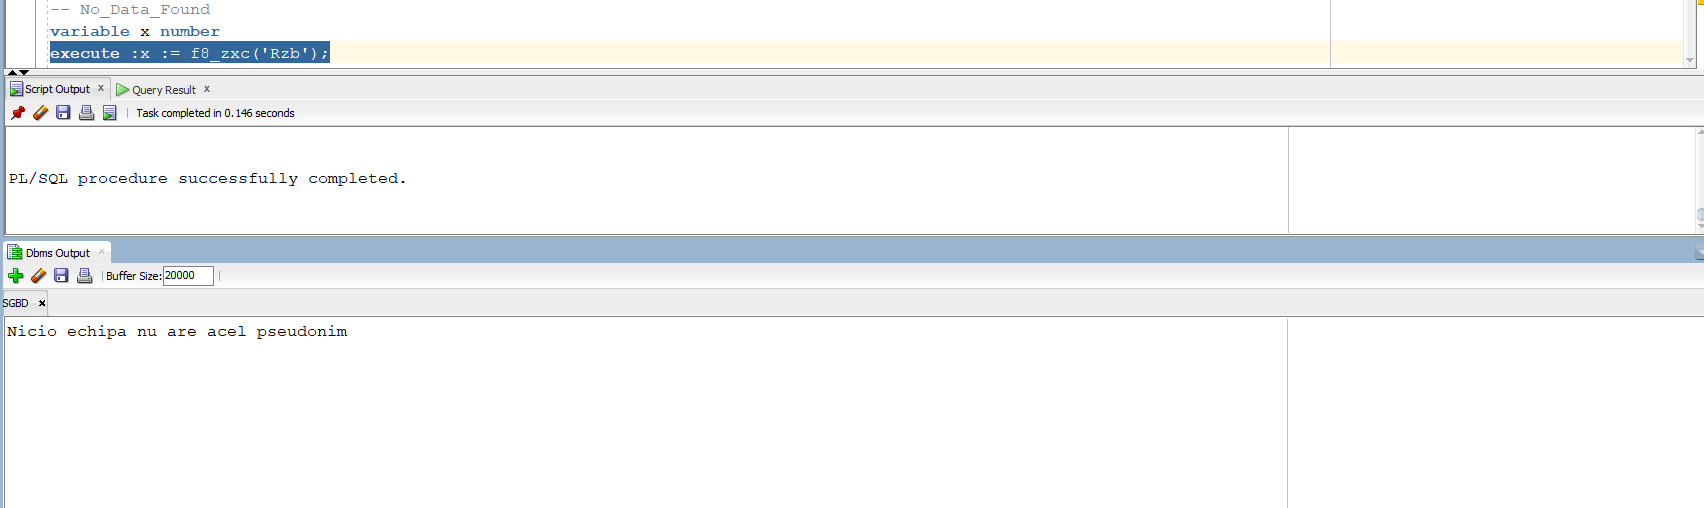 -- No_Data_Found
variable x number
execute :x := f8_zxc('Rzb');
Script Output x Query Result x
Task completed in 0.146 seconds
PL/SQL procedure successfully completed.
Dbms Output x
Buffer Size: 20000
SGBD x
Nicio echipa nu are acel pseudonim